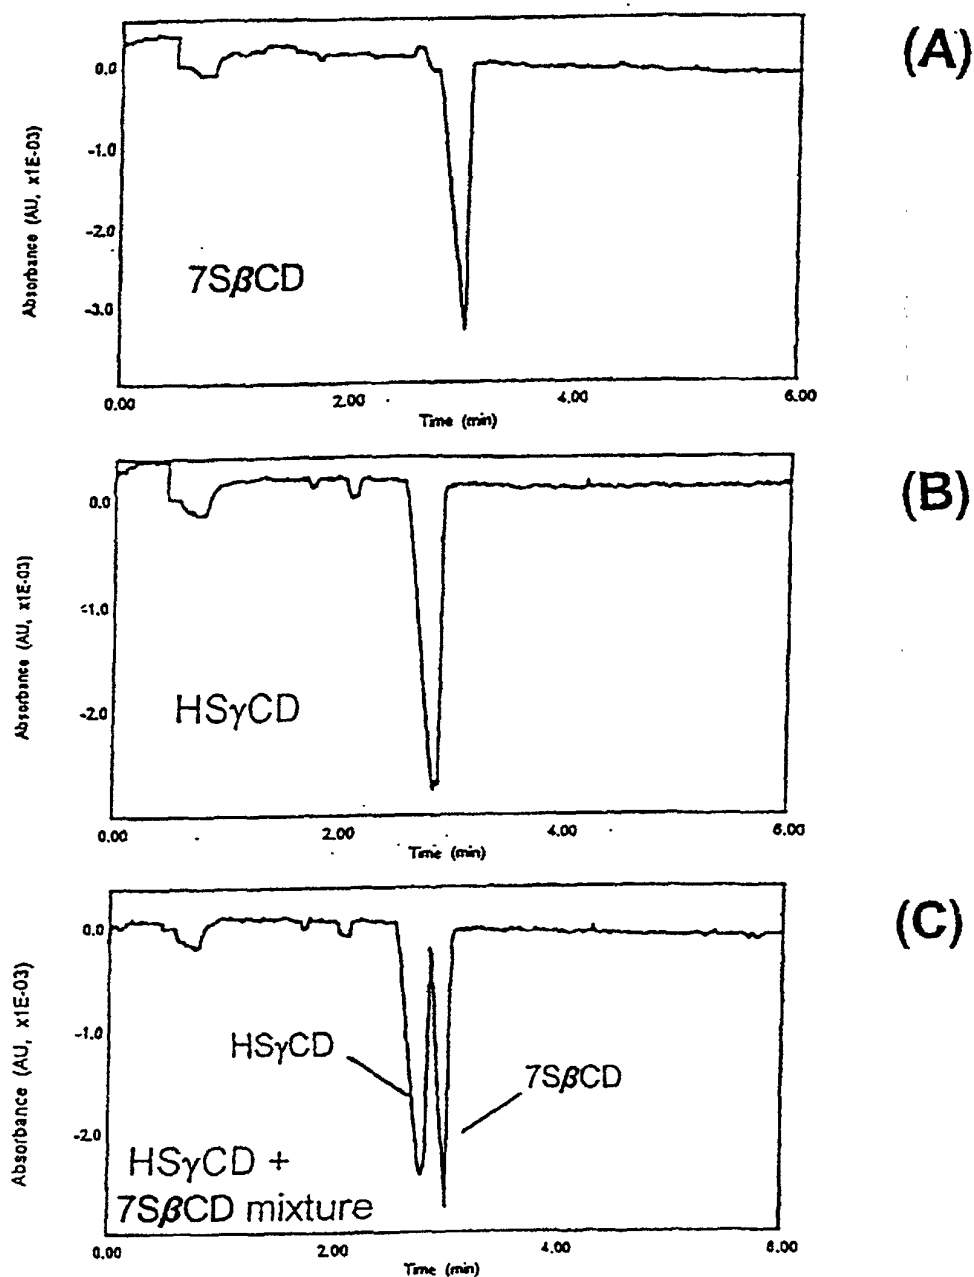 (A)
0.0
-1.0
-2.0
-3.0
Absorbance (AU, x1E-03)
7SβCD
0.00 2.00 4.00 6.00
Time (min)
(B)
0.0
-1.0
-2.0
Absorbance (AU, x1E-03)
HSγCD
0.00 2.00 4.00 6.00
Time (min)
(C)
0.0
-1.0
-2.0
Absorbance (AU, x1E-03)
HSγCD
7SβCD
HSγCD +
7SβCD mixture
0.00 2.00 4.00 6.00
Time (min)